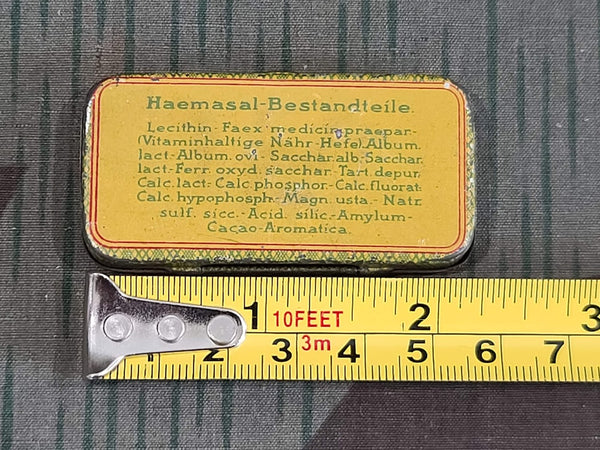 Haemasal-Bestandteile.
Lecithin-Faex medicin.praepar-
(Vitaminhaltige Nähr-Hefe).Album.
lact.-Album. ovi-Sacchar.alb.-Sacchar.
lact.-Ferr. oxyd. sacchar-Tart. depur.
Calc. lact-Calc. phosphor.-Calc.fluorat.
Calc. hypophosph.-Magn. usta.-Natr.
sulf. sicc.-Acid. silic.-Amylum-
Caçao-Aromatica.
1 10FEET 2 3
1 2 3 3m 4 5 6 7